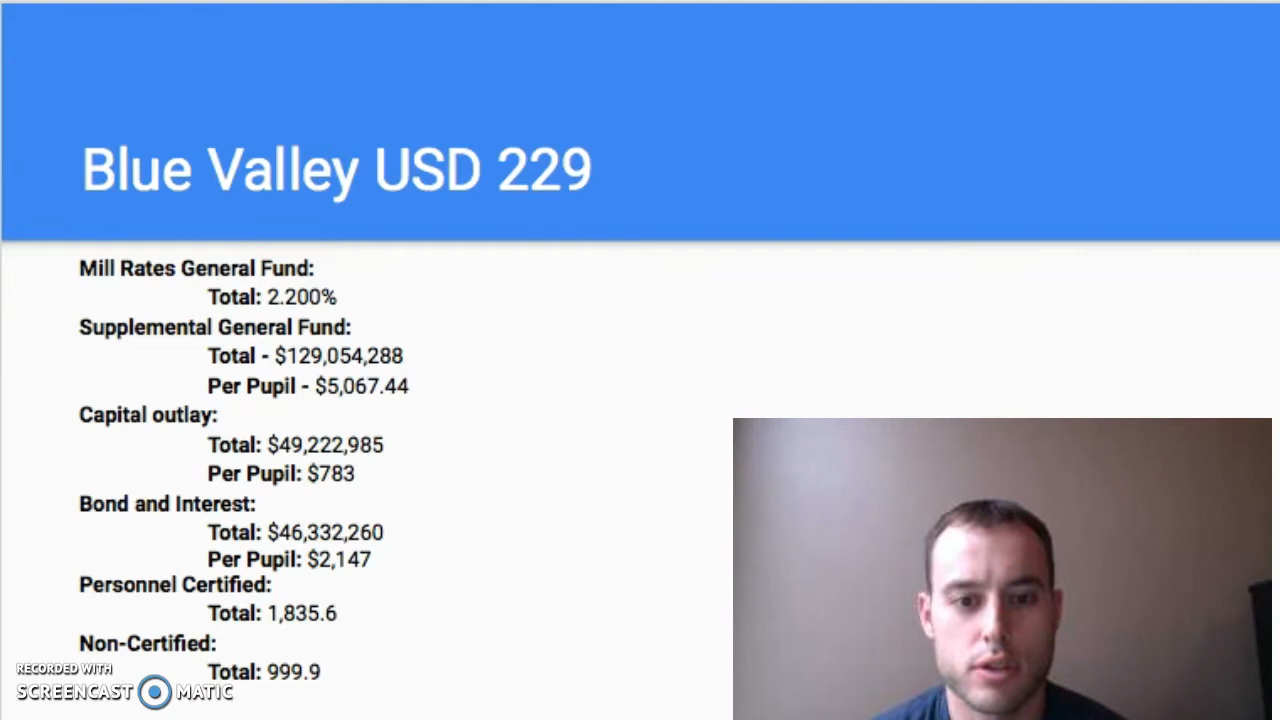 Blue Valley USD 229
Mill Rates General Fund:
Total: 2.200%
Supplemental General Fund:
Total - $129,054,288
Per Pupil - $5,067.44
Capital outlay:
Total: $49,222,985
Per Pupil: $783
Bond and Interest:
Total: $46,332,260
Per Pupil: $2,147
Personnel Certified:
Total: 1,835.6
Non-Certified:
Total: 999.9
RECORDED WITH
SCREENCAST MATIC